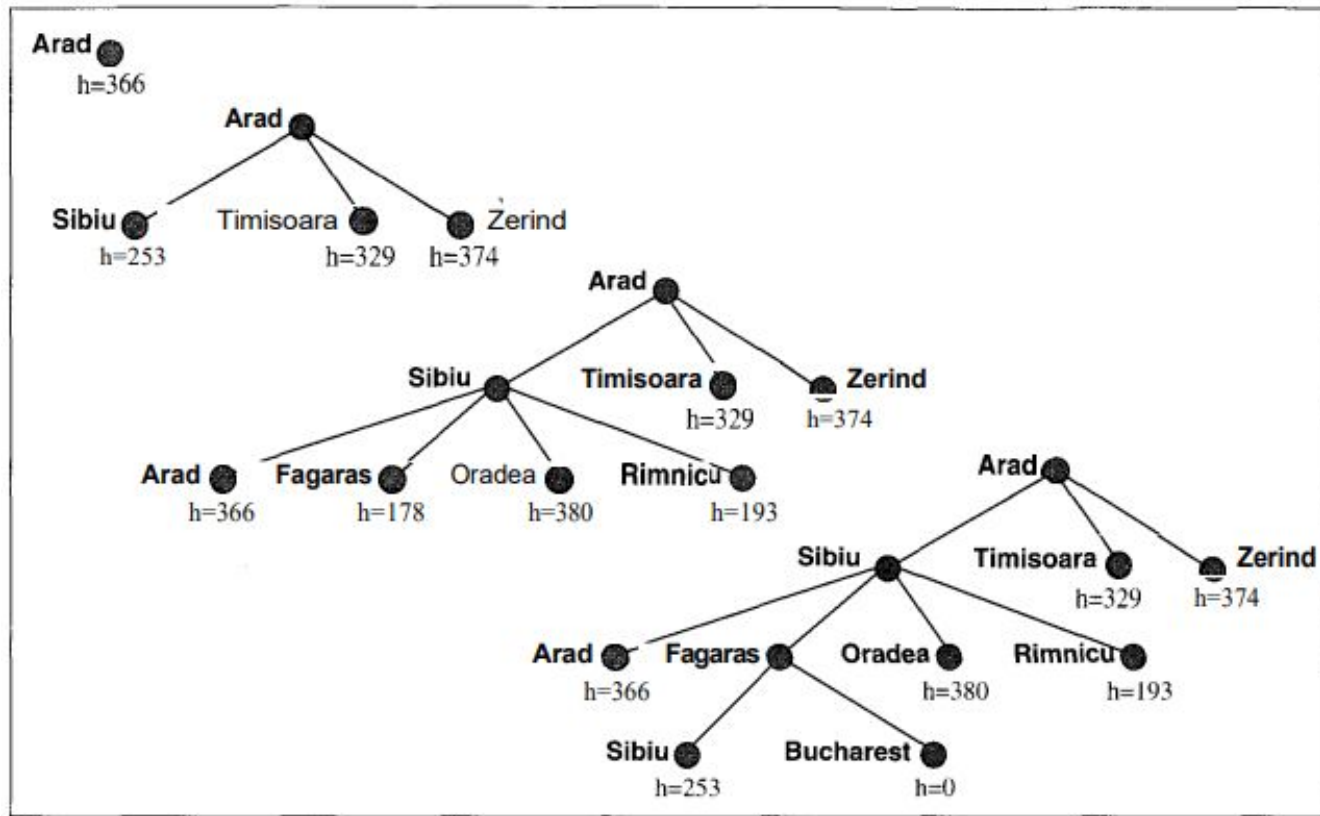 Arad
h=366
Arad
Sibiu Timisoara Zerind
h=253 h=329 h=374
Arad
Sibiu Timisoara Zerind
h=329 h=374
Arad Fagaras Oradea Rimnicu
h=366 h=178 h=380 h=193
Arad
Sibiu Timisoara Zerind
h=329 h=374
Arad Fagaras Oradea Rimnicu
h=366 h=380 h=193
Sibiu Bucharest
h=253 h=0